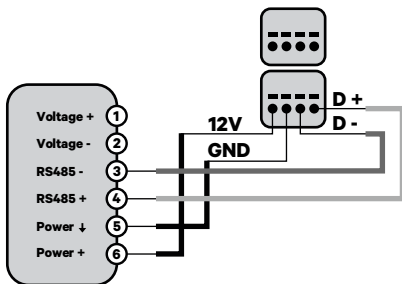 D +
12V
D -
GND
Voltage + 1
Voltage - 2
RS485 - 3
RS485 + 4
Power ↓ 5
Power + 6